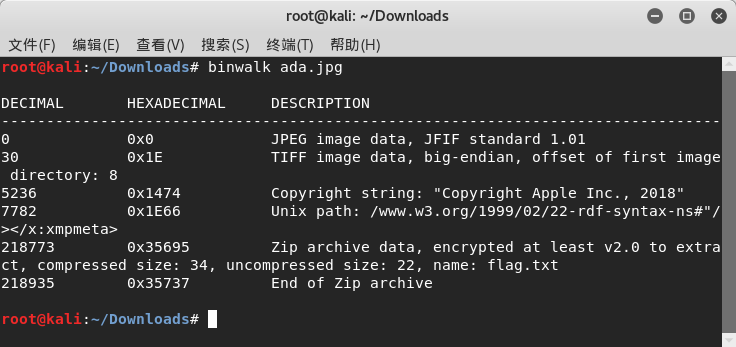 root@kali: ~/Downloads
文件(F) 编辑(E) 查看(V) 搜索(S) 终端(T) 帮助(H)
root@kali:~/Downloads# binwalk ada.jpg
DECIMAL       HEXADECIMAL     DESCRIPTION
--------------------------------------------------------------------------------
0             0x0             JPEG image data, JFIF standard 1.01
30            0x1E            TIFF image data, big-endian, offset of first image
 directory: 8
5236          0x1474          Copyright string: "Copyright Apple Inc., 2018"
7782          0x1E66          Unix path: /www.w3.org/1999/02/22-rdf-syntax-ns#"/
></x:xmpmeta>
218773        0x35695         Zip archive data, encrypted at least v2.0 to extra
ct, compressed size: 34, uncompressed size: 22, name: flag.txt
218935        0x35737         End of Zip archive
root@kali:~/Downloads#